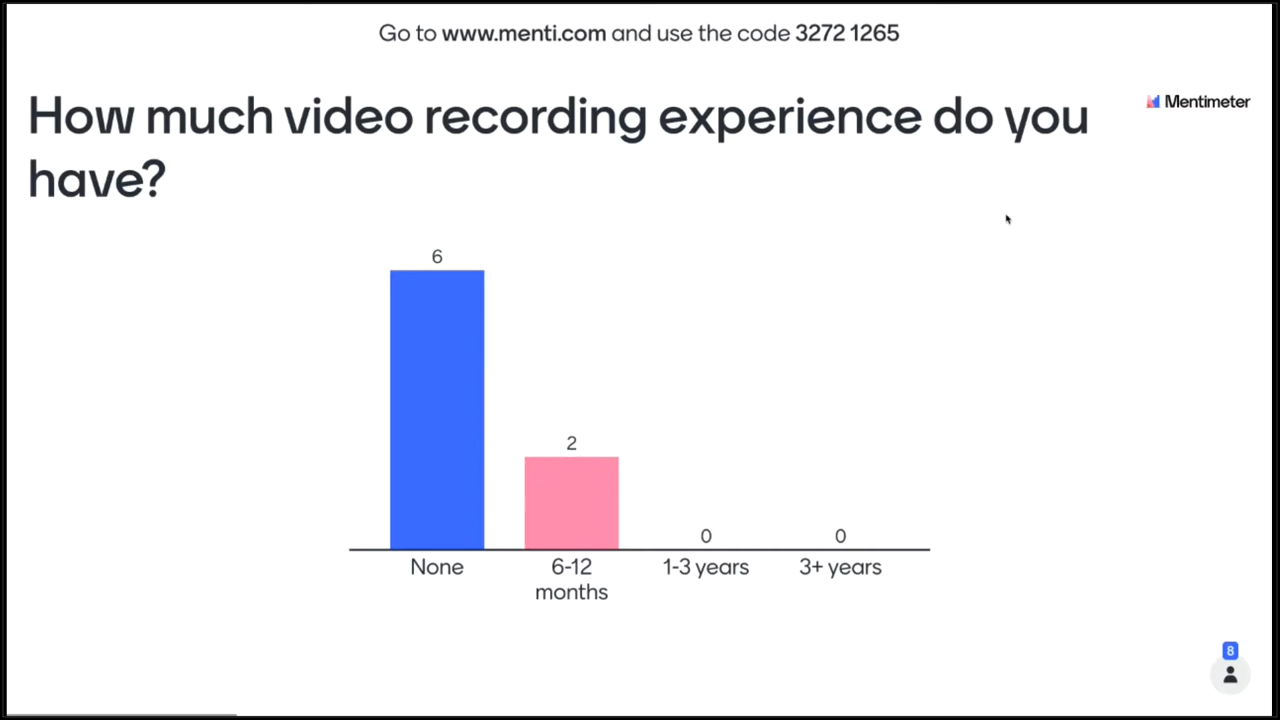 Go to www.menti.com and use the code 3272 1265
Mentimeter
How much video recording experience do you
have?
6
2
0
0
None
6-12
months
1-3 years
3+ years
8